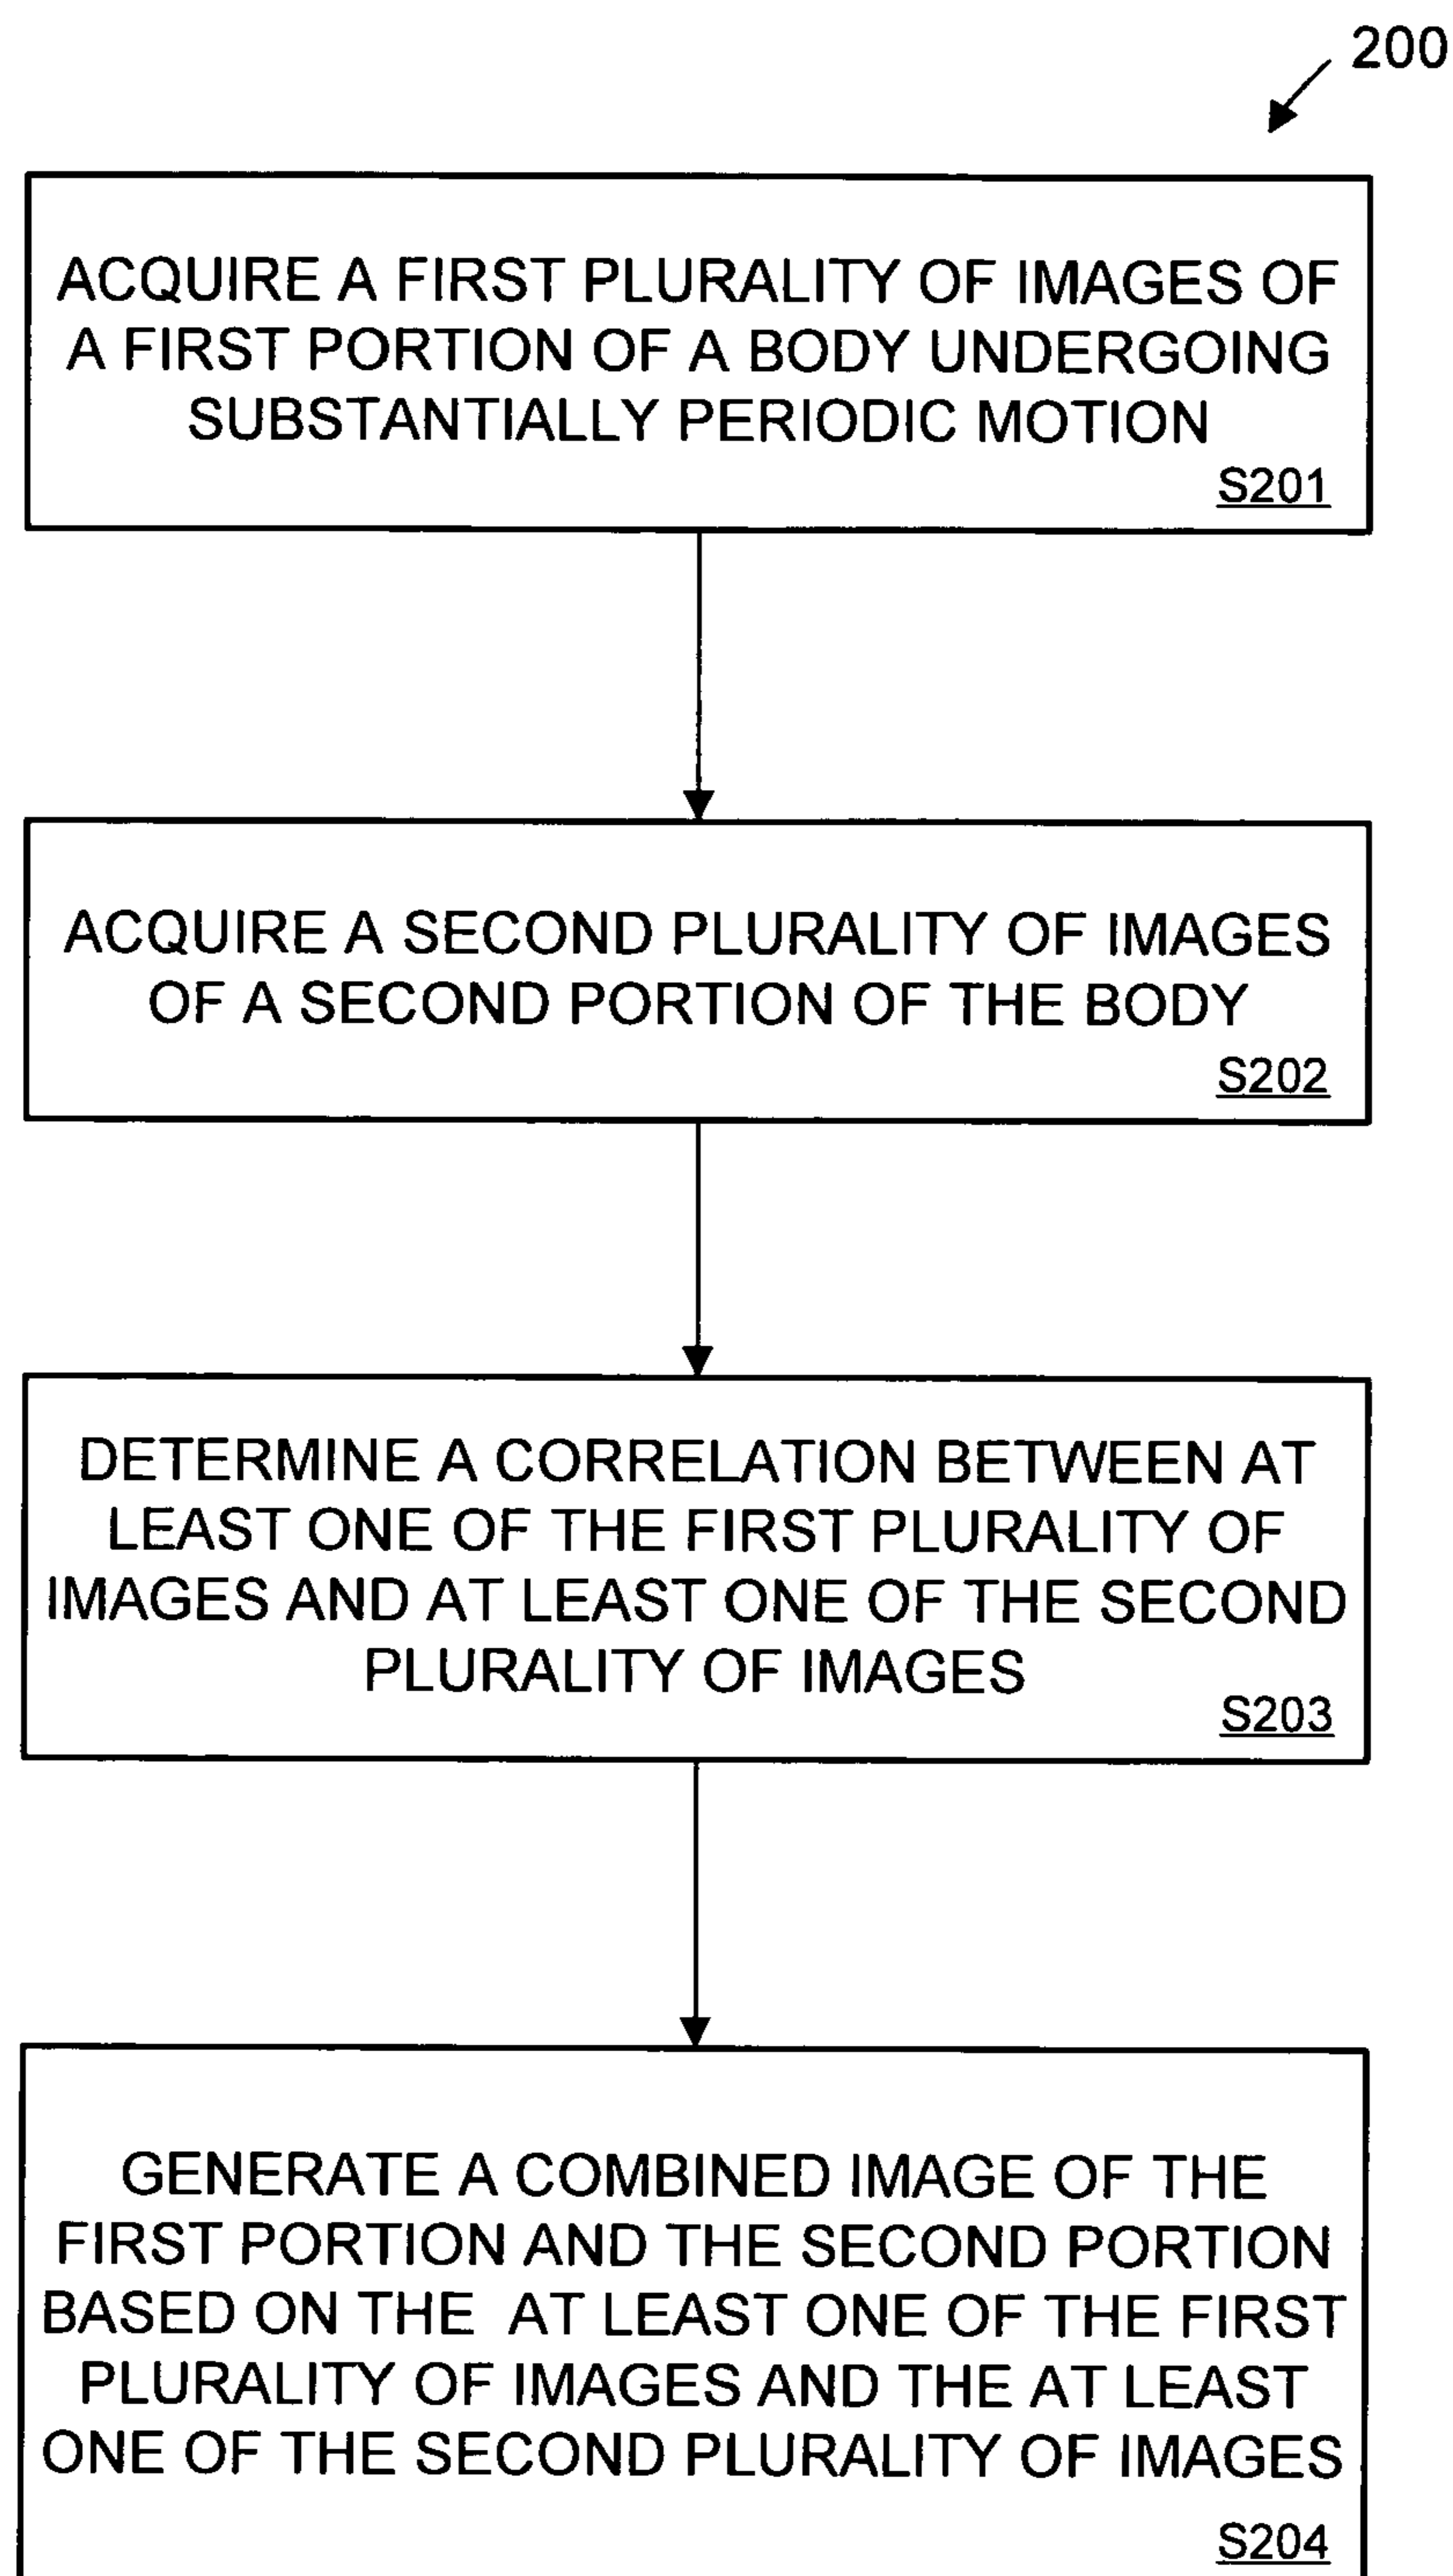 200
ACQUIRE A FIRST PLURALITY OF IMAGES OF
A FIRST PORTION OF A BODY UNDERGOING
SUBSTANTIALLY PERIODIC MOTION
S201
ACQUIRE A SECOND PLURALITY OF IMAGES
OF A SECOND PORTION OF THE BODY
S202
DETERMINE A CORRELATION BETWEEN AT
LEAST ONE OF THE FIRST PLURALITY OF
IMAGES AND AT LEAST ONE OF THE SECOND
PLURALITY OF IMAGES
S203
GENERATE A COMBINED IMAGE OF THE
FIRST PORTION AND THE SECOND PORTION
BASED ON THE  AT LEAST ONE OF THE FIRST
PLURALITY OF IMAGES AND THE AT LEAST
ONE OF THE SECOND PLURALITY OF IMAGES
S204